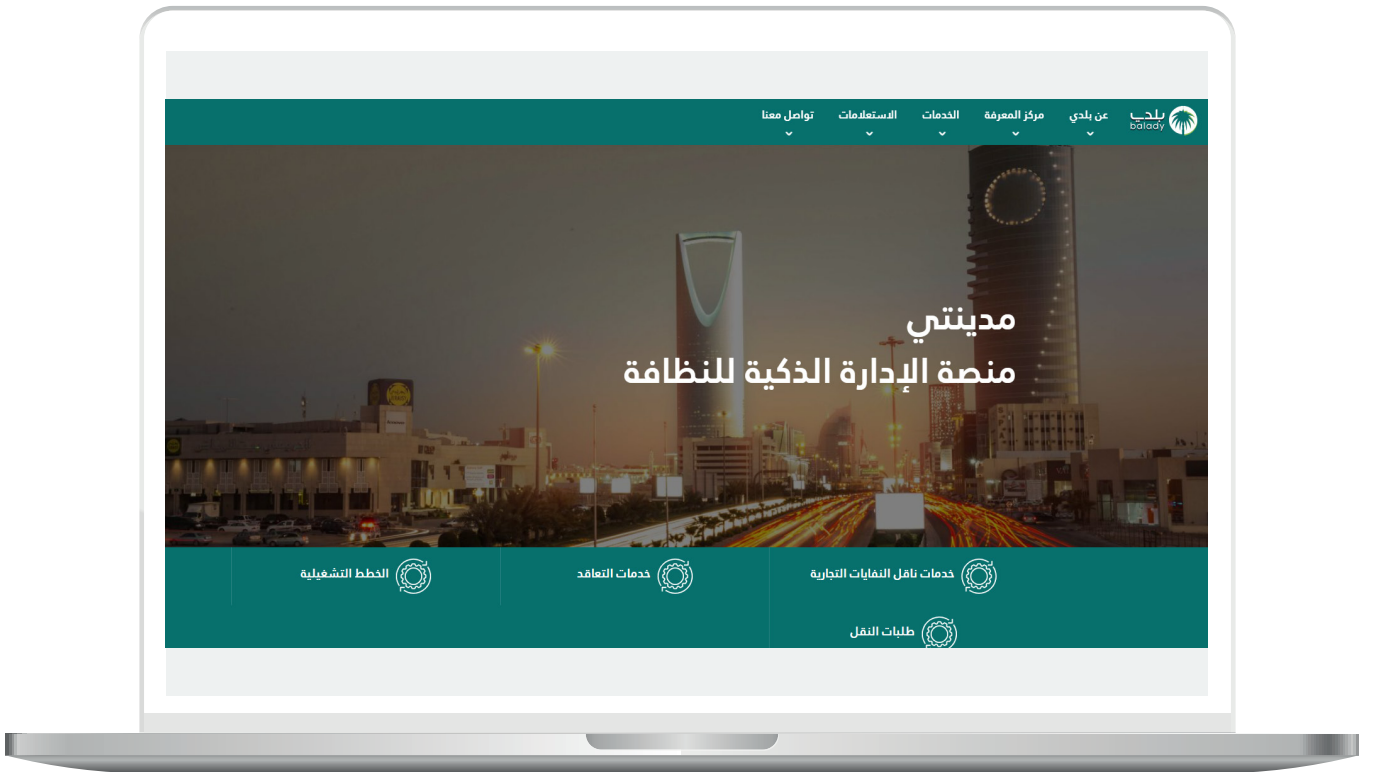 بلدي
balady
عن بلدي
مركز المعرفة
الخدمات
الاستعلامات
تواصل معنا
مدينتي
منصة الإدارة الذكية للنظافة
خدمات ناقل النفايات التجارية
خدمات التعاقد
الخطط التشغيلية
طلبات النقل